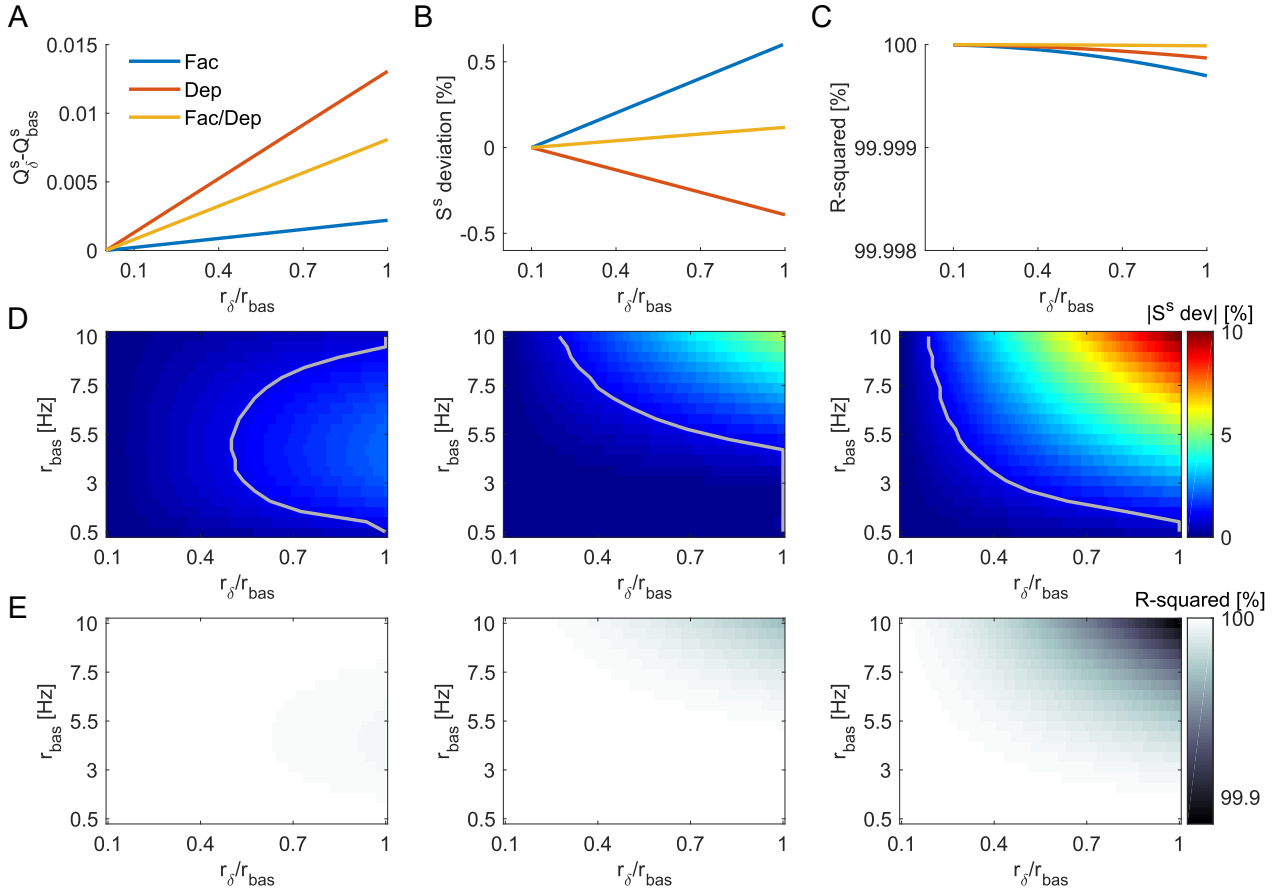 A
0.015
0.01
0.005
0
Q^s_δ-Q^s_bas
Fac
Dep
Fac/Dep
0.1 0.4 0.7 1
r_δ/r_bas
B
0.5
0
-0.5
S^s deviation [%]
0.1 0.4 0.7 1
r_δ/r_bas
C
100
99.999
99.998
R-squared [%]
0.1 0.4 0.7 1
r_δ/r_bas
D
10
7.5
5.5
3
0.5
r_bas [Hz]
0.1 0.4 0.7 1
r_δ/r_bas
10
7.5
5.5
3
0.5
r_bas [Hz]
0.1 0.4 0.7 1
r_δ/r_bas
10
7.5
5.5
3
0.5
r_bas [Hz]
0.1 0.4 0.7 1
r_δ/r_bas
|S^s dev| [%]
10
5
0
E
10
7.5
5.5
3
0.5
r_bas [Hz]
0.1 0.4 0.7 1
r_δ/r_bas
10
7.5
5.5
3
0.5
r_bas [Hz]
0.1 0.4 0.7 1
r_δ/r_bas
10
7.5
5.5
3
0.5
r_bas [Hz]
0.1 0.4 0.7 1
r_δ/r_bas
R-squared [%]
100
99.9